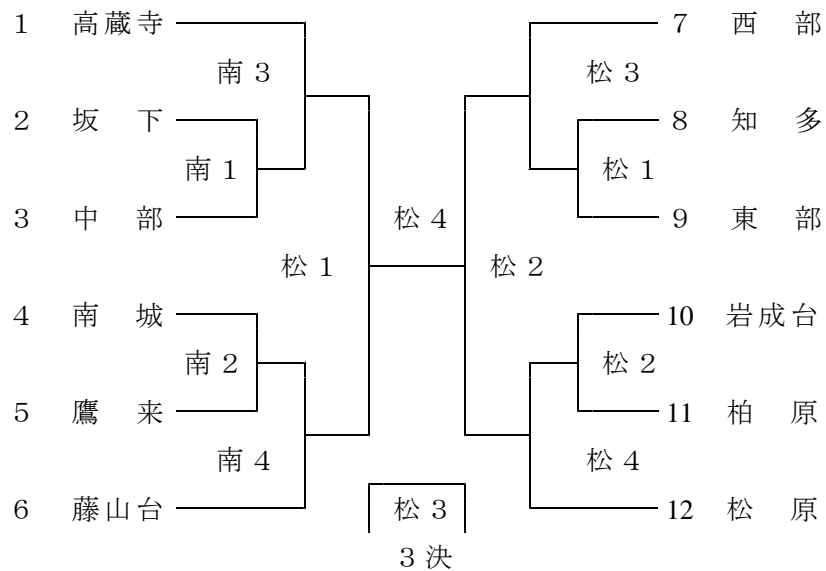 1 高蔵寺
南3
2 坂下
南1
3 中部
松1
4 南城
南2
5 鷹来
南4
6 藤山台
松4
松3
3決
7 西部
松3
8 知多
松1
9 東部
松2
10 岩成台
松2
11 柏原
松4
12 松原